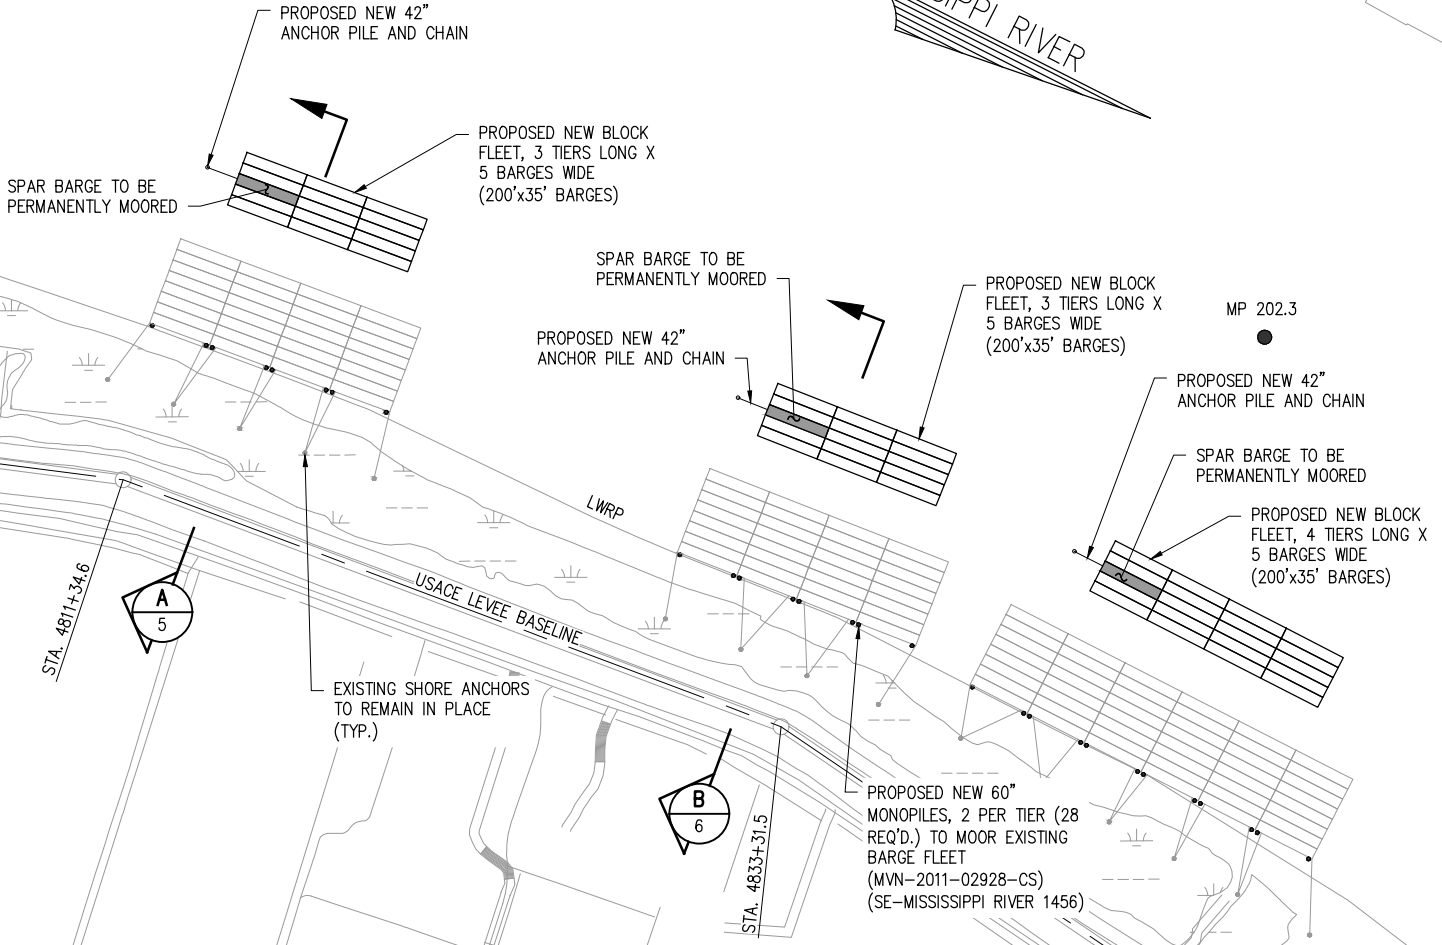 PROPOSED NEW 42"
ANCHOR PILE AND CHAIN
RIVER
PROPOSED NEW BLOCK
FLEET, 3 TIERS LONG X
5 BARGES WIDE
(200'x35' BARGES)
SPAR BARGE TO BE
PERMANENTLY MOORED
SPAR BARGE TO BE
PERMANENTLY MOORED
PROPOSED NEW BLOCK
FLEET, 3 TIERS LONG X
5 BARGES WIDE
(200'x35' BARGES)
MP 202.3
PROPOSED NEW 42"
ANCHOR PILE AND CHAIN
PROPOSED NEW 42"
ANCHOR PILE AND CHAIN
SPAR BARGE TO BE
PERMANENTLY MOORED
PROPOSED NEW BLOCK
FLEET, 4 TIERS LONG X
5 BARGES WIDE
(200'x35' BARGES)
LWRP
USACE LEVEE BASELINE
STA. 4811+34.6
A
5
EXISTING SHORE ANCHORS
TO REMAIN IN PLACE
(TYP.)
B
6
STA. 4833+31.5
PROPOSED NEW 60"
MONOPILES, 2 PER TIER (28
REQ'D.) TO MOOR EXISTING
BARGE FLEET
(MVN-2011-02928-CS)
(SE-MISSISSIPPI RIVER 1456)